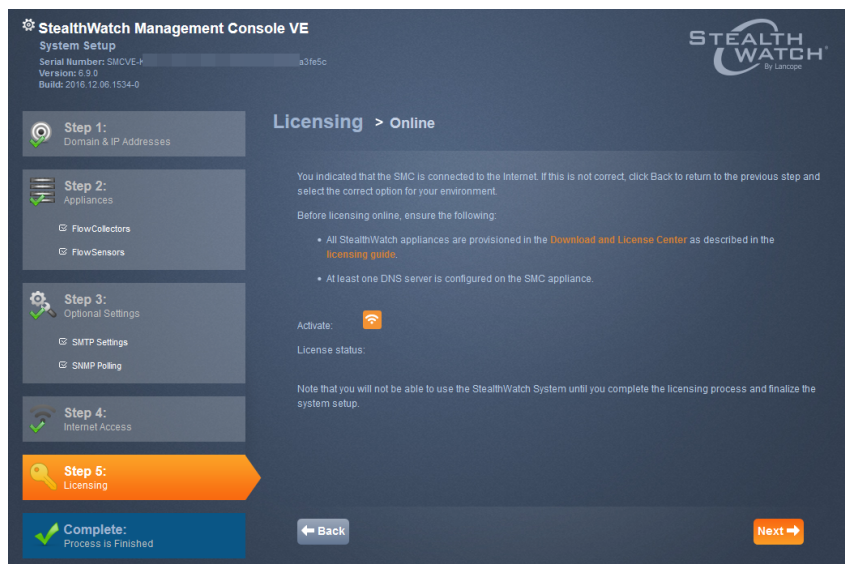 StealthWatch Management Console VE
System Setup
Serial Number: SMCVE- a3fe5c
Version: 6.9.0
Build: 2016.12.06.1534-0
STEALTH
WATCH
By Lancope
Step 1:
Domain & IP Addresses
Step 2:
Appliances
FlowCollectors
FlowSensors
Step 3:
Optional Settings
SMTP Settings
SNMP Polling
Step 4:
Internet Access
Step 5:
Licensing
Complete:
Process is Finished
Licensing > Online
You indicated that the SMC is connected to the Internet. If this is not correct, click Back to return to the previous step and
select the correct option for your environment.
Before licensing online, ensure the following:
• All StealthWatch appliances are provisioned in the Download and License Center as described in the
licensing guide.
• At least one DNS server is configured on the SMC appliance.
Activate:
License status:
Note that you will not be able to use the StealthWatch System until you complete the licensing process and finalize the
system setup.
Back
Next